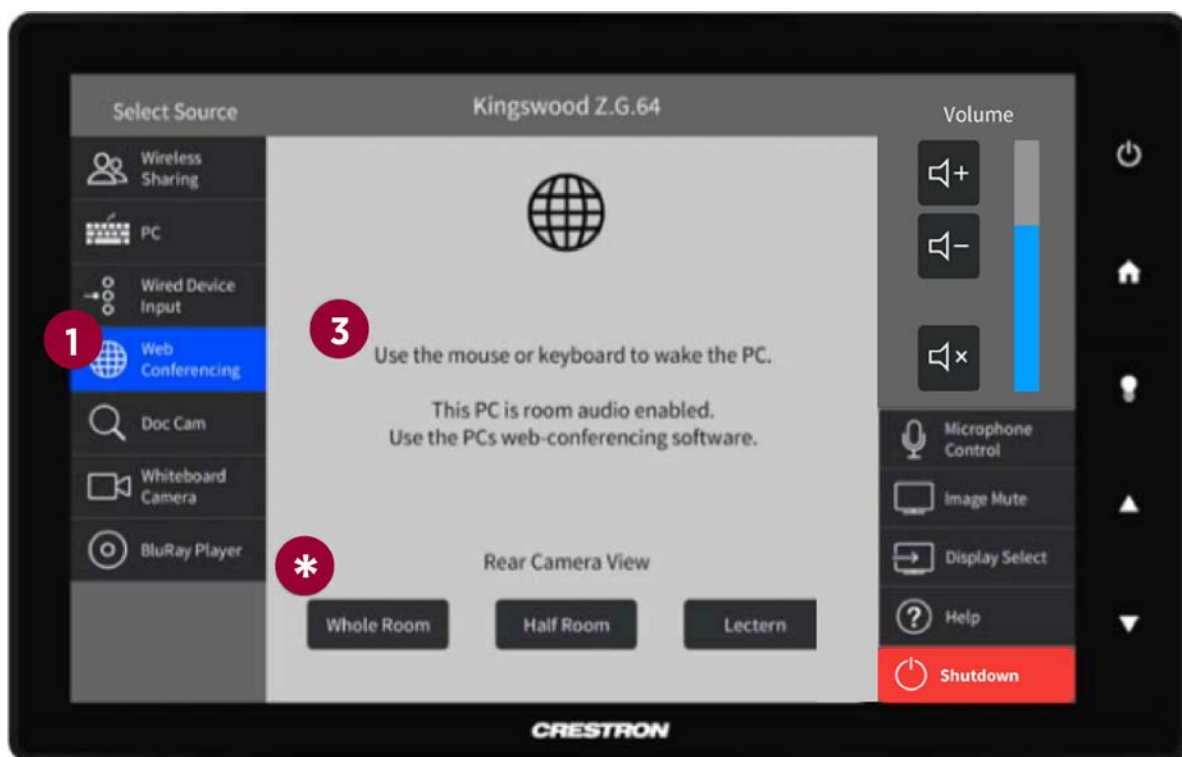 Select Source
Kingswood Z.G.64
Volume
Wireless
Sharing
PC
Wired Device
Input
1
Web
Conferencing
Doc Cam
Whiteboard
Camera
BluRay Player
3
Use the mouse or keyboard to wake the PC.
This PC is room audio enabled.
Use the PCs web-conferencing software.
*
Rear Camera View
Whole Room
Half Room
Lectern
+
-
×
Microphone
Control
Image Mute
Display Select
? Help
Shutdown
CRESTRON